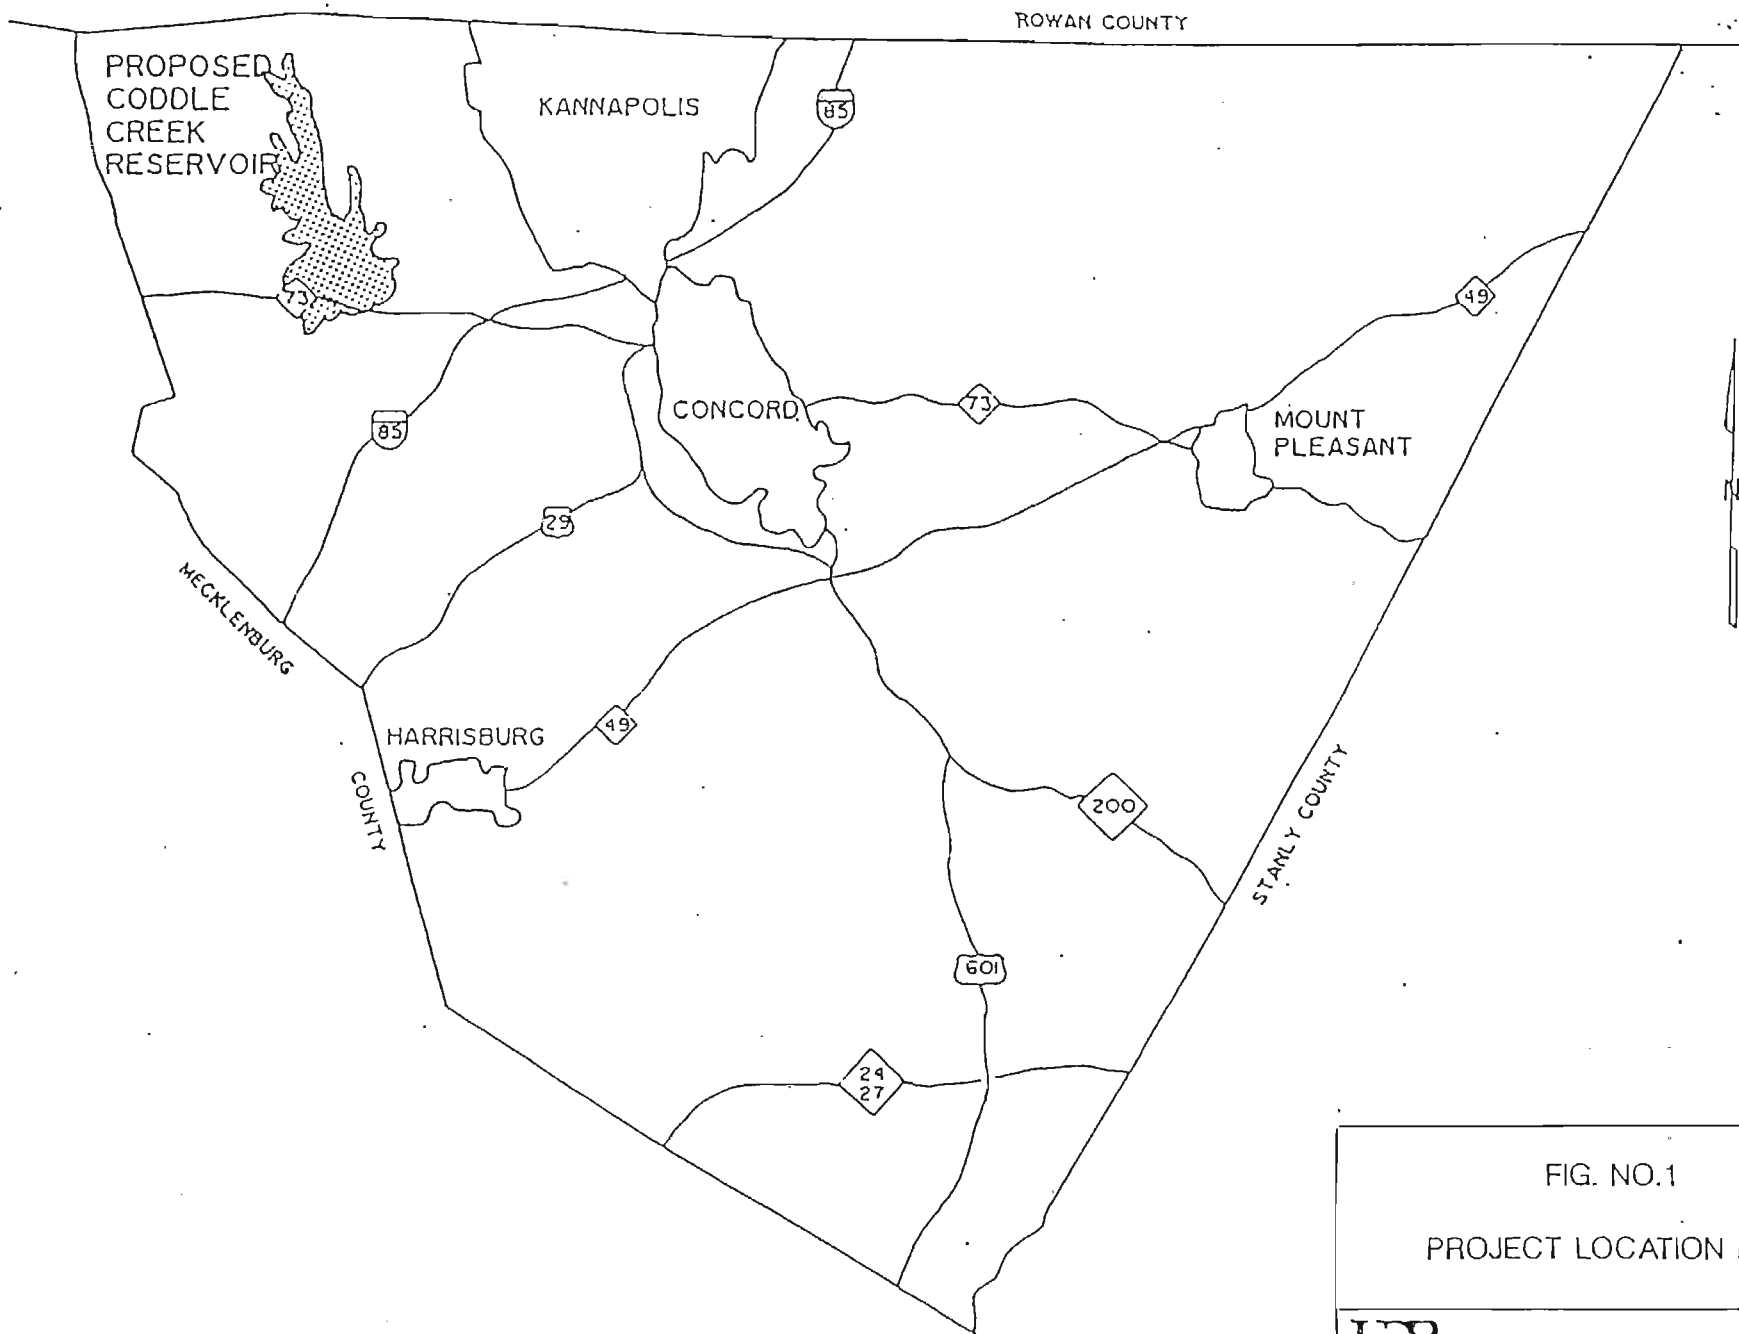 ROWAN COUNTY
PROPOSED
CODDLE
CREEK
RESERVOIR
KANNAPOLIS
85
73
49
85
CONCORD
73
MOUNT
PLEASANT
29
MECKLENBURG
COUNTY
HARRISBURG
49
200
STANLY COUNTY
601
24
27
N
FIG. NO.1
PROJECT LOCATION